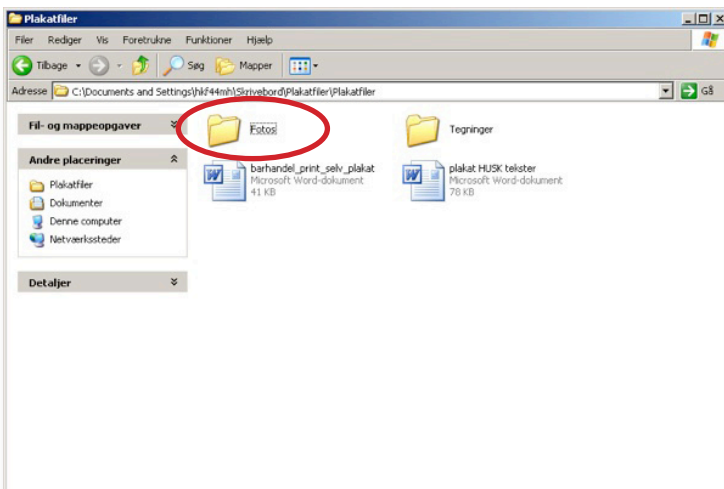 Plakatfiler
Filer Rediger Vis Foretrukne Funktioner Hjælp
Tilbage Søg Mapper
Adresse C:\Documents and Settings\hkf44mh\Skrivebord\Plakatfiler\Plakatfiler Gå
Fil- og mappeopgaver
Andre placeringer
Plakatfiler
Dokumenter
Denne computer
Netværkssteder
Detaljer
Fotos
Tegninger
barhandel_print_selv_plakat
Microsoft Word-dokument
41 KB
plakat HUSK tekster
Microsoft Word-dokument
78 KB